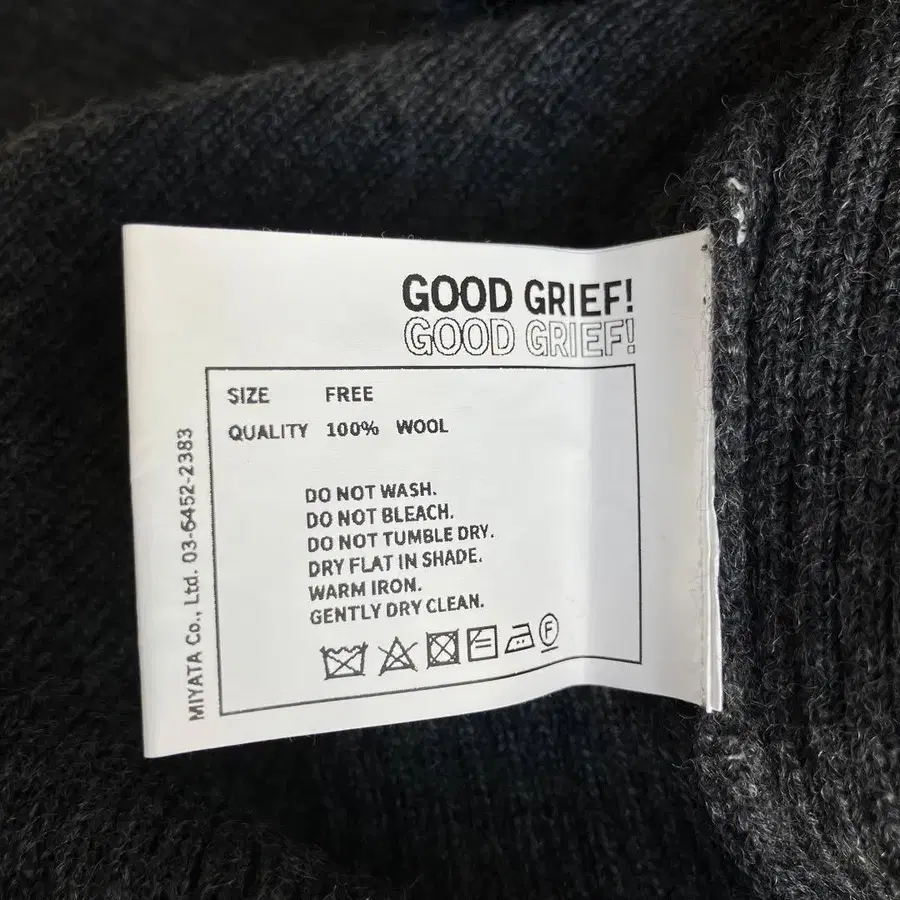 GOOD GRIEF!
GOOD GRIEF!
SIZE FREE
QUALITY 100% WOOL
DO NOT WASH.
DO NOT BLEACH.
DO NOT TUMBLE DRY.
DRY FLAT IN SHADE.
WARM IRON.
GENTLY DRY CLEAN.
F
MIYATA Co., Ltd. 03-6452-2383